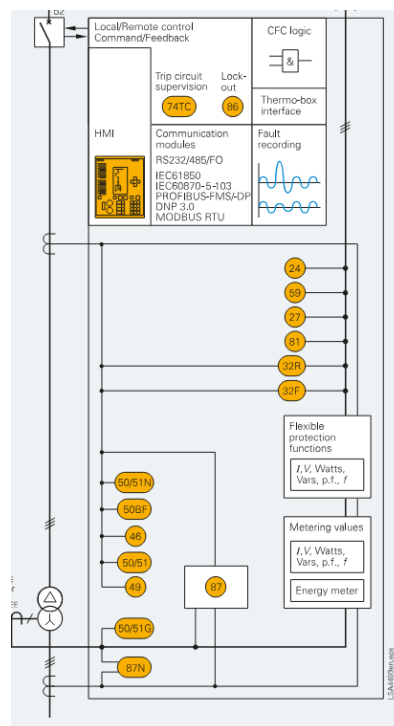 52
Local/Remote control
Command/Feedback
CFC logic
&
Trip circuit
supervision
Lock-
out
74TC
86
Thermo-box
interface
HMI
Communication
modules
RS232/485/FO
IEC61850
IEC60870-5-103
PROFIBUS-FMS/-DP
DNP 3.0
MODBUS RTU
Fault
recording
24
59
27
81
32R
32F
Flexible
protection
functions
I,V, Watts,
Vars, p.f., f
50/51N
50BF
46
50/51
49
87
Metering values
I,V, Watts,
Vars, p.f., f
Energy meter
50/51G
87N